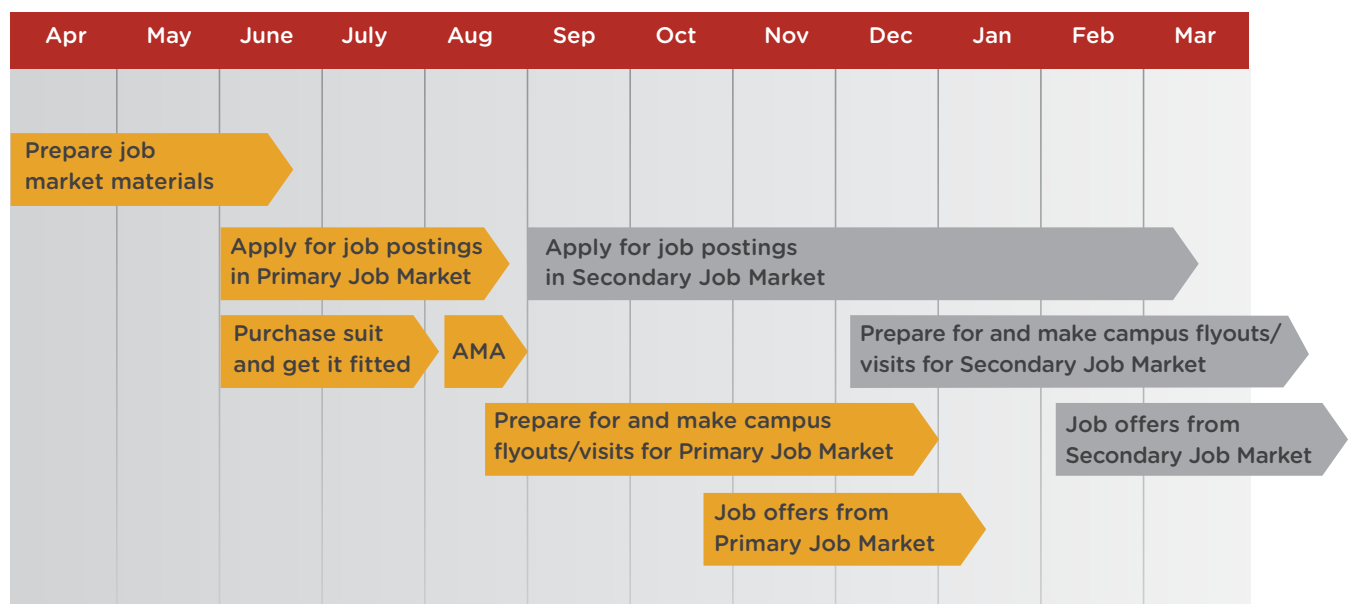 Apr May June July Aug Sep Oct Nov Dec Jan Feb Mar
Prepare job
market materials
Apply for job postings
in Primary Job Market
Apply for job postings
in Secondary Job Market
Purchase suit
and get it fitted
AMA
Prepare for and make campus flyouts/
visits for Secondary Job Market
Prepare for and make campus
flyouts/visits for Primary Job Market
Job offers from
Secondary Job Market
Job offers from
Primary Job Market